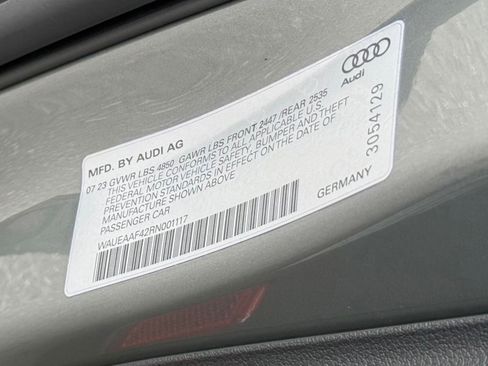 Audi
MFD. BY AUDI AG
07 23 GVWR LBS 4850 GAWR LBS FRONT 2447 /REAR 2535
THIS VEHICLE CONFORMS TO ALL APPLICABLE U.S.
FEDERAL MOTOR VEHICLE SAFETY, BUMPER AND THEFT
PREVENTION STANDARDS IN EFFECT ON THE DATE OF
MANUFACTURE SHOWN ABOVE
PASSENGER CAR
WAUEAAF42RN001117
GERMANY
3054129